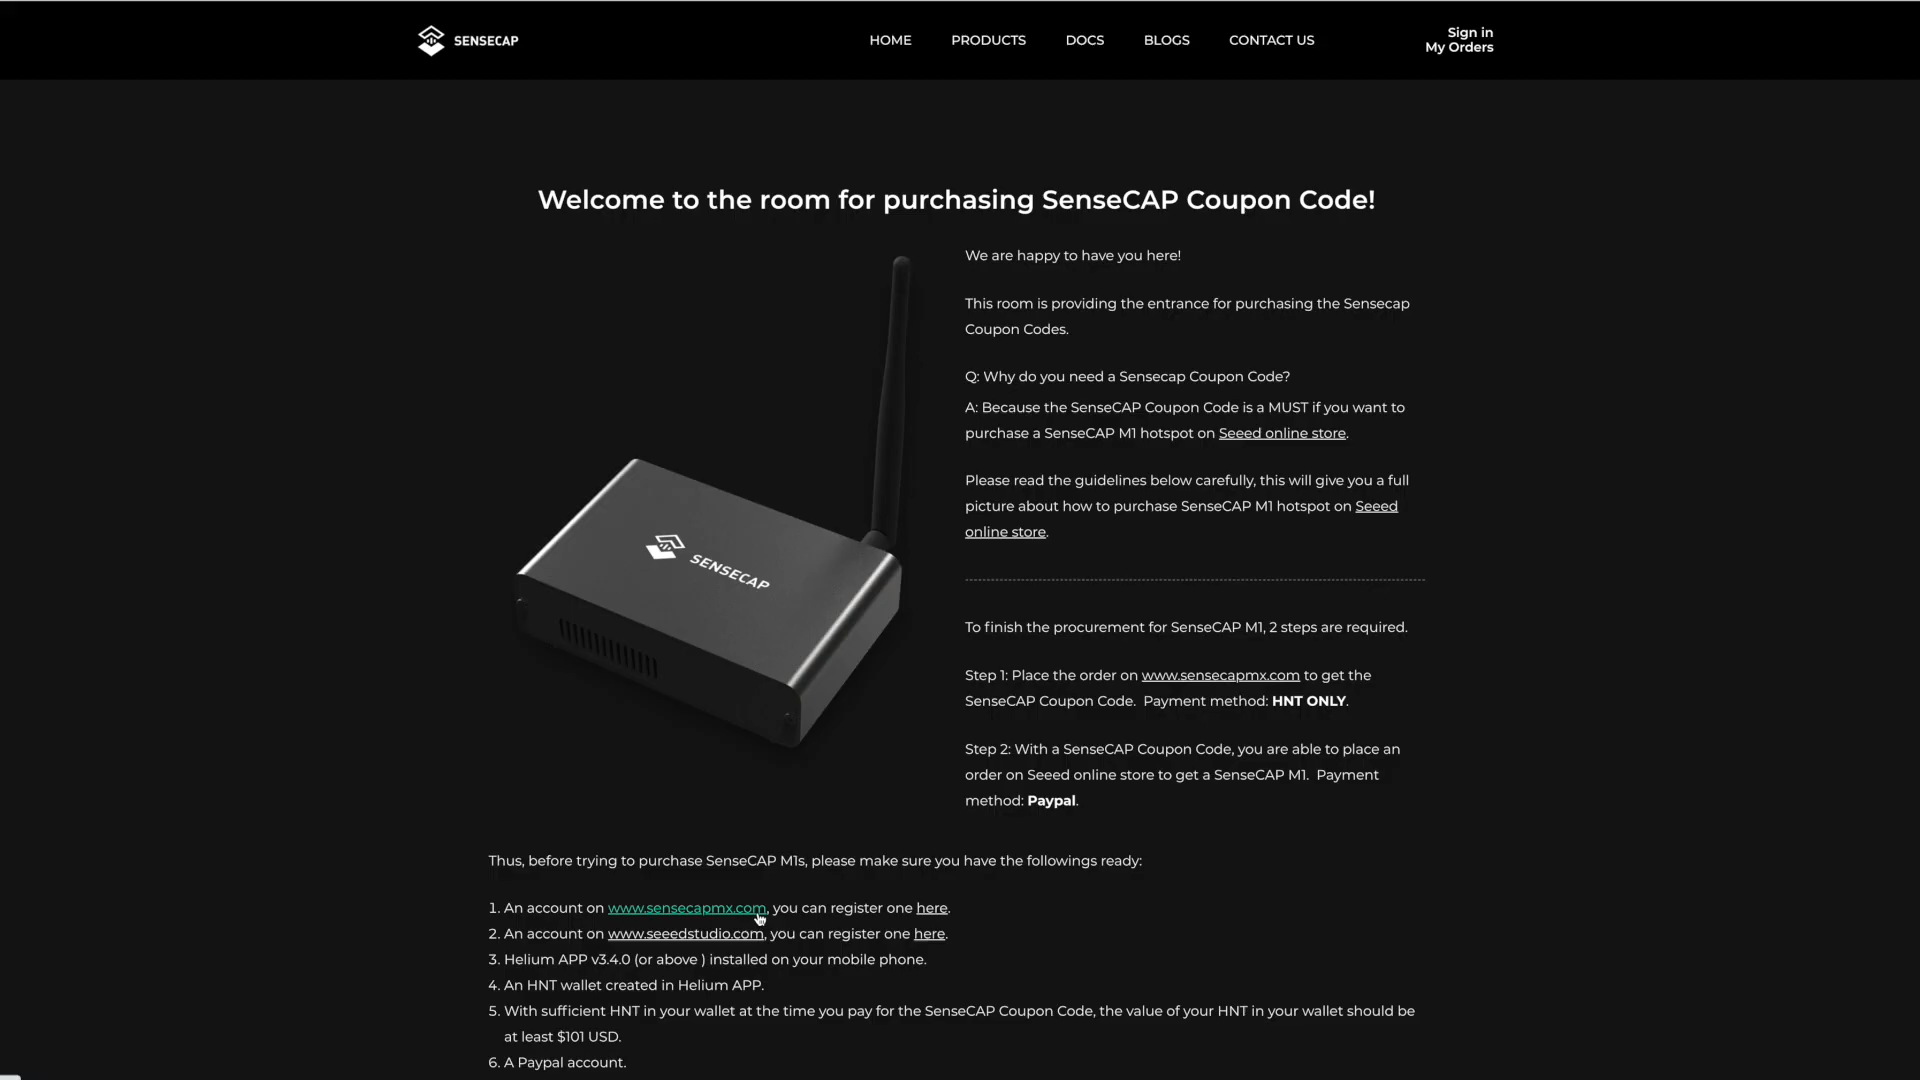 SENSECAP
HOME
PRODUCTS
DOCS
BLOGS
CONTACT US
Sign in
My Orders
Welcome to the room for purchasing SenseCAP Coupon Code!
We are happy to have you here!
This room is providing the entrance for purchasing the Sensecap
Coupon Codes.
Q: Why do you need a Sensecap Coupon Code?
A: Because the SenseCAP Coupon Code is a MUST if you want to
purchase a SenseCAP M1 hotspot on Seeed online store.
Please read the guidelines below carefully, this will give you a full
picture about how to purchase SenseCAP M1 hotspot on Seeed
online store.
SENSECAP
To finish the procurement for SenseCAP M1, 2 steps are required.
Step 1: Place the order on www.sensecapmx.com to get the
SenseCAP Coupon Code. Payment method: HNT ONLY.
Step 2: With a SenseCAP Coupon Code, you are able to place an
order on Seeed online store to get a SenseCAP M1. Payment
method: Paypal.
Thus, before trying to purchase SenseCAP M1s, please make sure you have the followings ready:
1. An account on www.sensecapmx.com, you can register one here.
2. An account on www.seeedstudio.com, you can register one here.
3. Helium APP v3.4.0 (or above ) installed on your mobile phone.
4. An HNT wallet created in Helium APP.
5. With sufficient HNT in your wallet at the time you pay for the SenseCAP Coupon Code, the value of your HNT in your wallet should be
at least $101 USD.
6. A Paypal account.